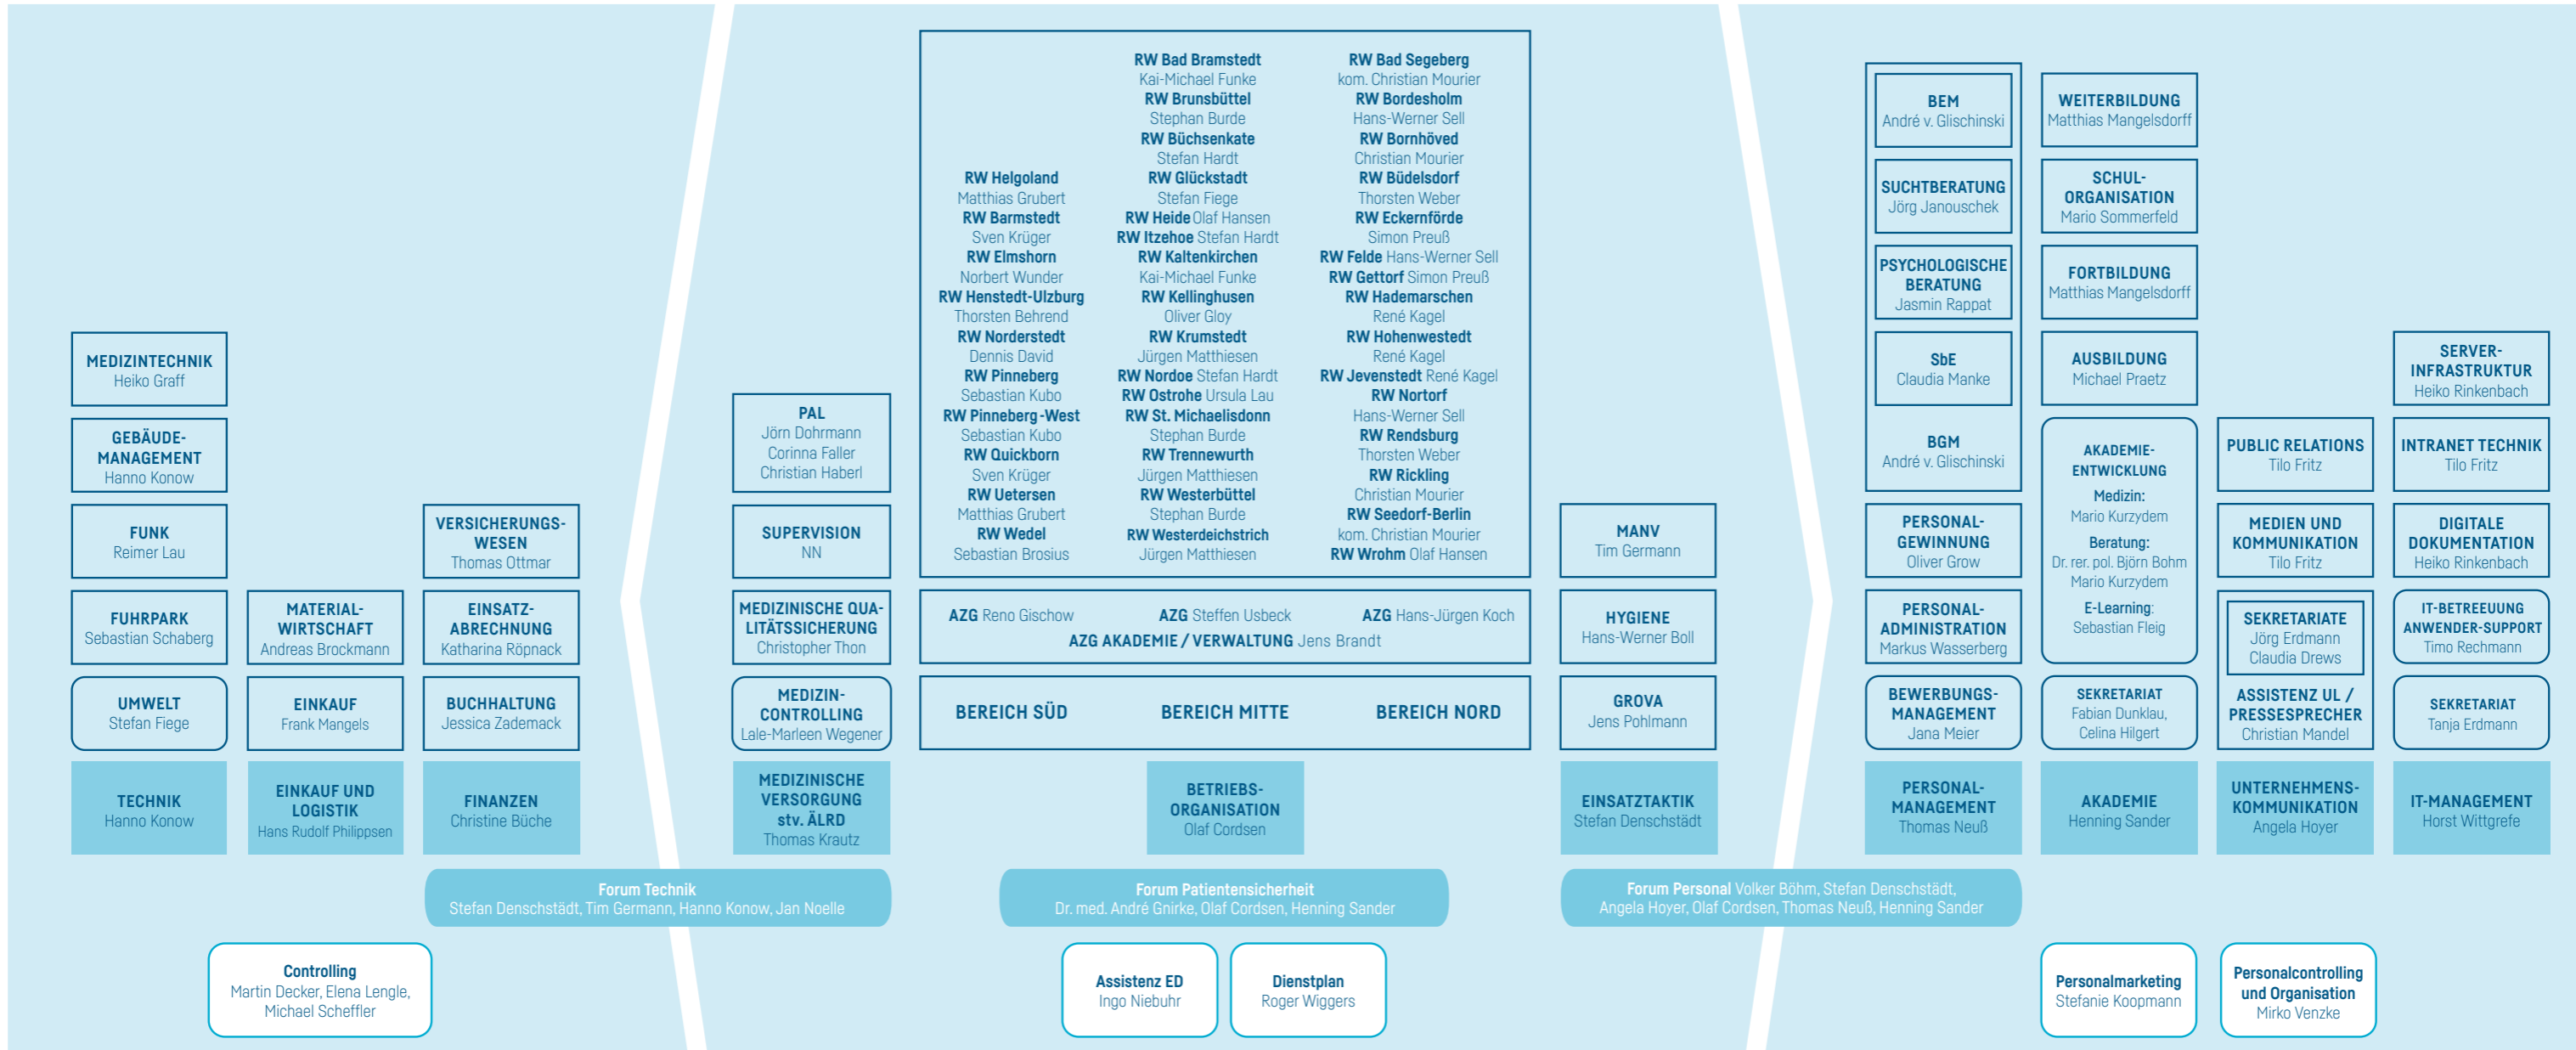 MEDIZINTECHNIK
Heiko Graff
GEBÄUDE-
MANAGEMENT
Hanno Konow
FUNK
Reimer Lau
FUHRPARK
Sebastian Schaberg
UMWELT
Stefan Fiege
TECHNIK
Hanno Konow
MATERIAL-
WIRTSCHAFT
Andreas Brockmann
EINKAUF
Frank Mangels
EINKAUF UND
LOGISTIK
Hans Rudolf Philippsen
VERSICHERUNGS-
WESEN
Thomas Ottmar
EINSATZ-
ABRECHNUNG
Katharina Röpnack
BUCHHALTUNG
Jessica Zademack
FINANZEN
Christine Büche
PAL
Jörn Dohrmann
Corinna Faller
Christian Haberl
SUPERVISION
NN
MEDIZINISCHE QUA-
LITÄTSSICHERUNG
Christopher Thon
MEDIZIN-
CONTROLLING
Lale-Marleen Wegener
MEDIZINISCHE
VERSORGUNG
stv. ÄLRD
Thomas Krautz
RW Helgoland
Matthias Grubert
RW Barmstedt
Sven Krüger
RW Elmshorn
Norbert Wunder
RW Henstedt-Ulzburg
Thorsten Behrend
RW Norderstedt
Dennis David
RW Pinneberg
Sebastian Kubo
RW Pinneberg-West
Sebastian Kubo
RW Quickborn
Sven Krüger
RW Uetersen
Matthias Grubert
RW Wedel
Sebastian Brosius
RW Bad Bramstedt
Kai-Michael Funke
RW Brunsbüttel
Stephan Burde
RW Büchsenkate
Stefan Hardt
RW Glückstadt
Stefan Fiege
RW Heide Olaf Hansen
RW Itzehoe Stefan Hardt
RW Kaltenkirchen
Kai-Michael Funke
RW Kellinghusen
Oliver Gloy
RW Krumstedt
Jürgen Matthiesen
RW Nordoe Stefan Hardt
RW Ostrohe Ursula Lau
RW St. Michaelisdonn
Stephan Burde
RW Trennewurth
Jürgen Matthiesen
RW Westerbüttel
Stephan Burde
RW Westerdeichstrich
Jürgen Matthiesen
RW Bad Segeberg
kom. Christian Mourier
RW Bordesholm
Hans-Werner Sell
RW Bornhöved
Christian Mourier
RW Büdelsdorf
Thorsten Weber
RW Eckernförde
Simon Preuß
RW Felde Hans-Werner Sell
RW Gettorf Simon Preuß
RW Hademarschen
René Kagel
RW Hohenwestedt
René Kagel
RW Jevenstedt René Kagel
RW Nortorf
Hans-Werner Sell
RW Rendsburg
Thorsten Weber
RW Rickling
Christian Mourier
RW Seedorf-Berlin
kom. Christian Mourier
RW Wrohm Olaf Hansen
AZG Reno Gischow
AZG Steffen Usbeck
AZG Hans-Jürgen Koch
AZG AKADEMIE / VERWALTUNG Jens Brandt
BEREICH SÜD
BEREICH MITTE
BEREICH NORD
BETRIEBS-
ORGANISATION
Olaf Cordsen
MANV
Tim Germann
HYGIENE
Hans-Werner Boll
GROVA
Jens Pohlmann
EINSATZTAKTIK
Stefan Denschstädt
BEM
André v. Glischinski
SUCHTBERATUNG
Jörg Janouschek
PSYCHOLOGISCHE
BERATUNG
Jasmin Rappat
SbE
Claudia Manke
BGM
André v. Glischinski
PERSONAL-
GEWINNUNG
Oliver Grow
PERSONAL-
ADMINISTRATION
Markus Wasserberg
BEWERBUNGS-
MANAGEMENT
Jana Meier
PERSONAL-
MANAGEMENT
Thomas Neuß
WEITERBILDUNG
Matthias Mangelsdorff
SCHUL-
ORGANISATION
Mario Sommerfeld
FORTBILDUNG
Matthias Mangelsdorff
AUSBILDUNG
Michael Praetz
AKADEMIE-
ENTWICKLUNG
Medizin:
Mario Kurzydem
Beratung:
Dr. rer. pol. Björn Bohm
Mario Kurzydem
E-Learning:
Sebastian Fleig
SEKRETARIAT
Fabian Dunklau,
Celina Hilgert
AKADEMIE
Henning Sander
PUBLIC RELATIONS
Tilo Fritz
MEDIEN UND
KOMMUNIKATION
Tilo Fritz
SEKRETARIATE
Jörg Erdmann
Claudia Drews
ASSISTENZ UL /
PRESSESPRECHER
Christian Mandel
UNTERNEHMENS-
KOMMUNIKATION
Angela Hoyer
SERVER-
INFRASTRUKTUR
Heiko Rinkenbach
INTRANET TECHNIK
Tilo Fritz
DIGITALE
DOKUMENTATION
Heiko Rinkenbach
IT-BETREEUUNG
ANWENDER-SUPPORT
Timo Rechmann
SEKRETARIAT
Tanja Erdmann
IT-MANAGEMENT
Horst Wittgrefe
Forum Technik
Stefan Denschstädt, Tim Germann, Hanno Konow, Jan Noelle
Forum Patientensicherheit
Dr. med. André Gnirke, Olaf Cordsen, Henning Sander
Forum Personal Volker Böhm, Stefan Denschstädt,
Angela Hoyer, Olaf Cordsen, Thomas Neuß, Henning Sander
Controlling
Martin Decker, Elena Lengle,
Michael Scheffler
Assistenz ED
Ingo Niebuhr
Dienstplan
Roger Wiggers
Personalmarketing
Stefanie Koopmann
Personalcontrolling
und Organisation
Mirko Venzke